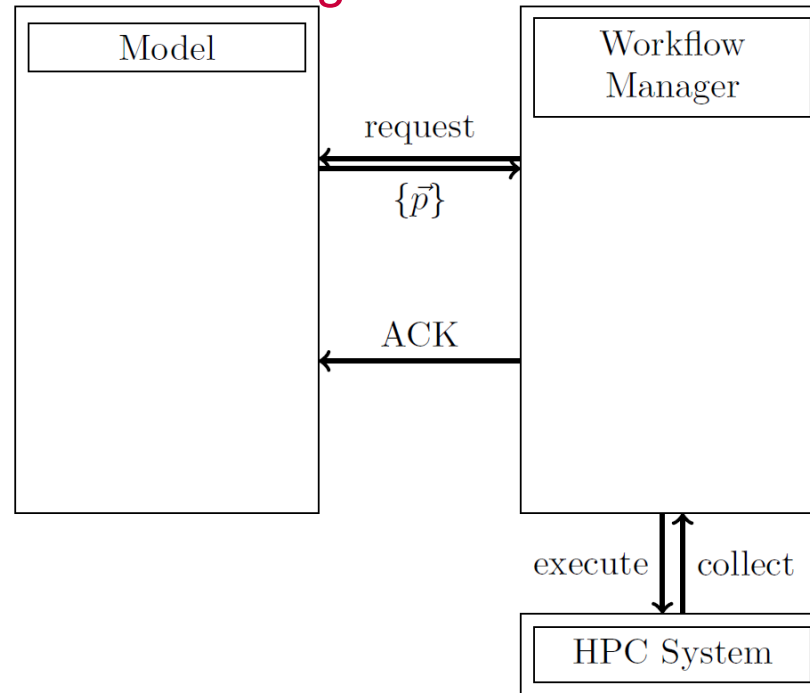 g
Model
Workflow
Manager
request
{p⃗}
ACK
execute
collect
HPC System